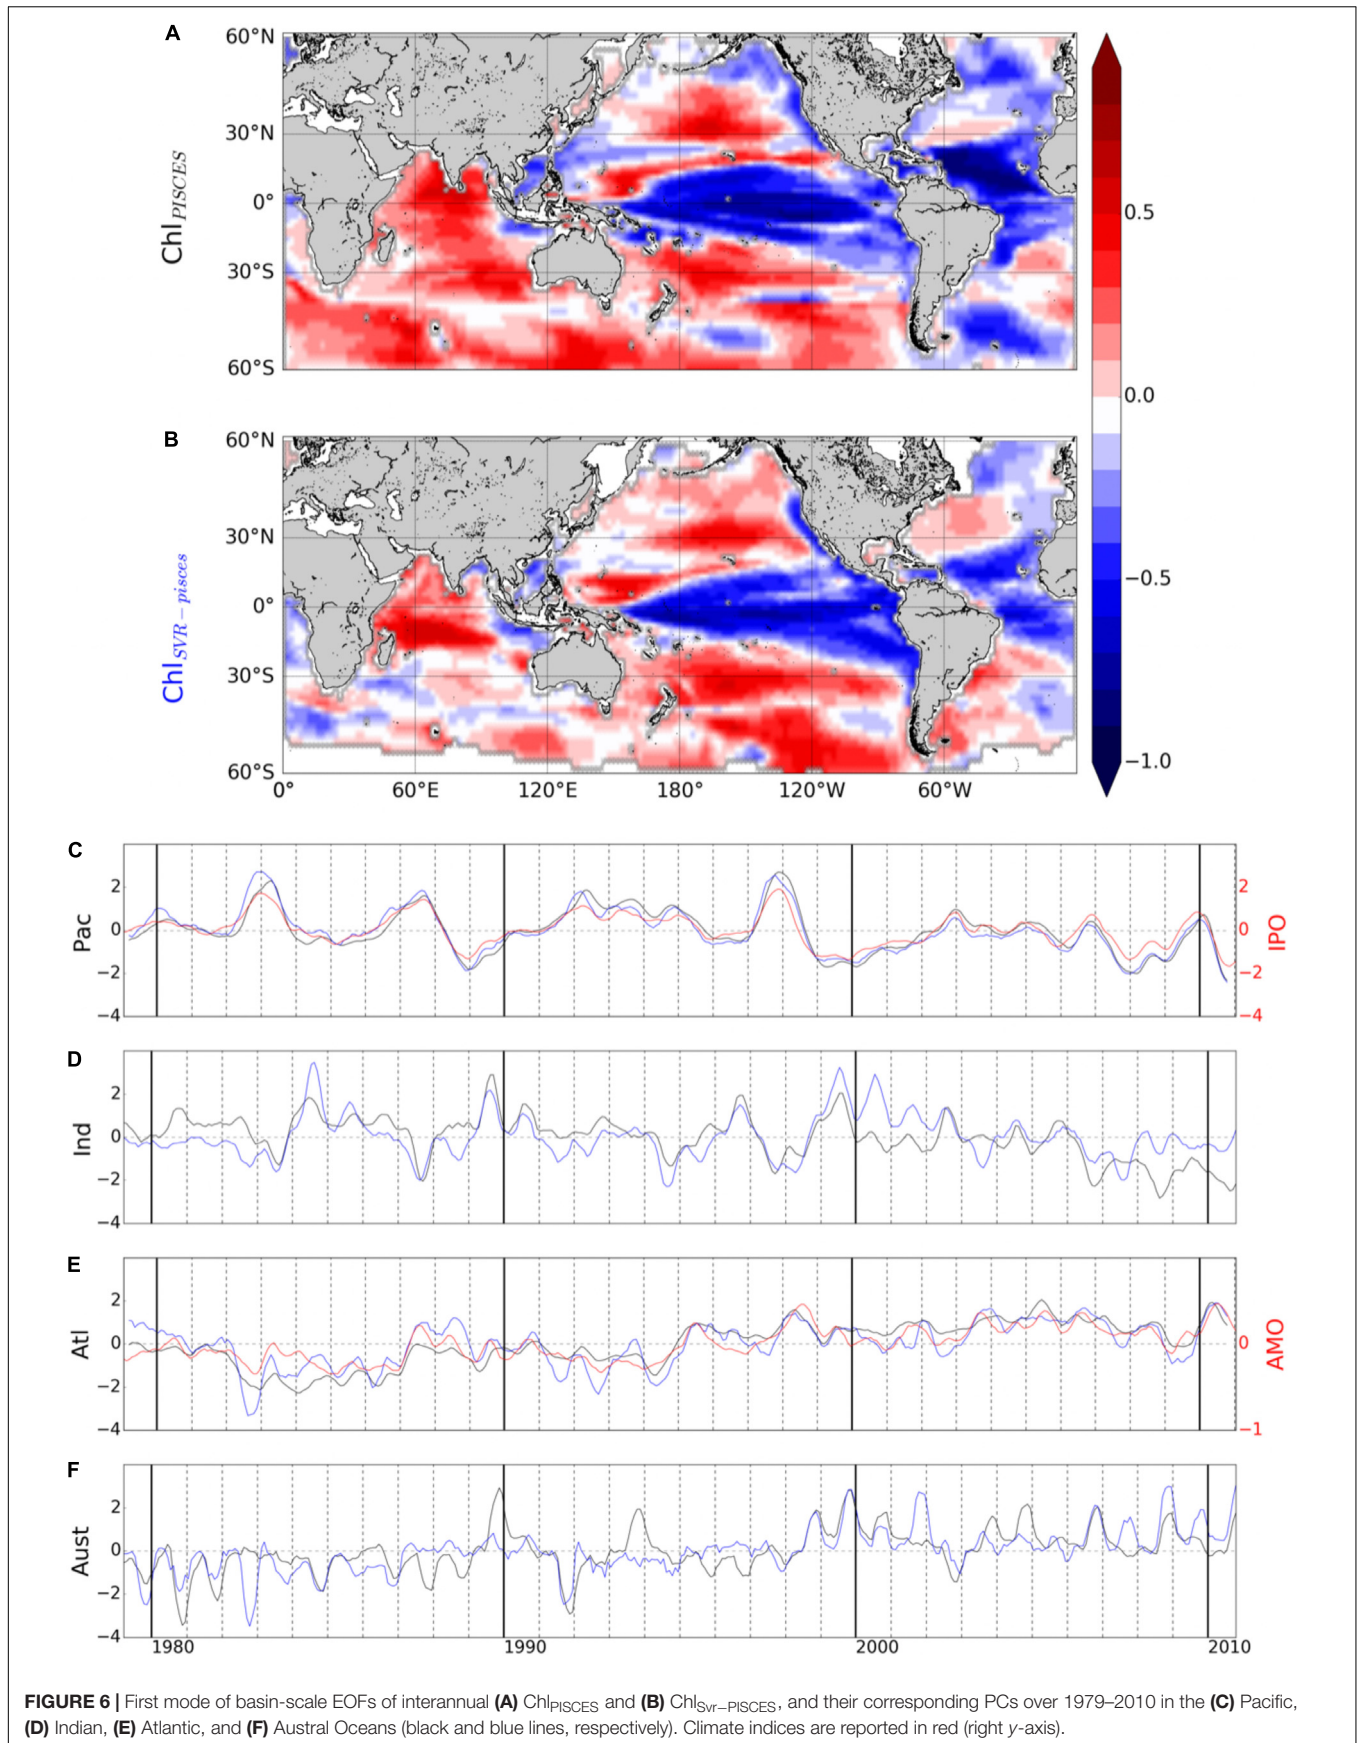 A
60°N
30°N
0°
30°S
60°S
Chl PISCES
B
60°N
30°N
0°
30°S
60°S
Chl SVR−pisces
0° 60°E 120°E 180° 120°W 60°W
0.5
0.0
−0.5
−1.0
C
2
0
−2
−4
Pac
2
0
−2
−4
IPO
D
2
0
−2
−4
Ind
E
2
0
−2
−4
Atl
0
−1
AMO
F
2
0
−2
−4
Aust
1980 1990 2000 2010
FIGURE 6 | First mode of basin-scale EOFs of interannual (A) ChlPISCES and (B) ChlSvr−PISCES, and their corresponding PCs over 1979–2010 in the (C) Pacific,
(D) Indian, (E) Atlantic, and (F) Austral Oceans (black and blue lines, respectively). Climate indices are reported in red (right y-axis).